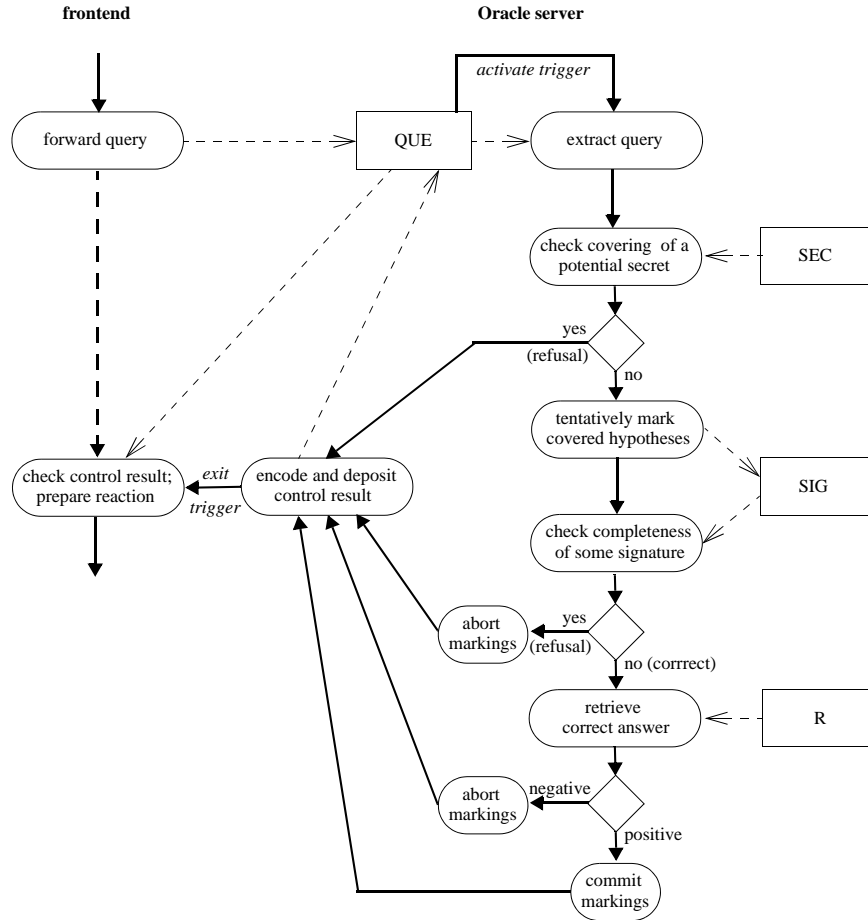 frontend
Oracle server
activate trigger
forward query
QUE
extract query
check covering of a
potential secret
SEC
yes
(refusal)
no
tentatively mark
covered hypotheses
check control result;
prepare reaction
exit
trigger
encode and deposit
control result
SIG
check completeness
of some signature
abort
markings
yes
(refusal)
no (corrrect)
retrieve
correct answer
R
abort
markings
negative
positive
commit
markings